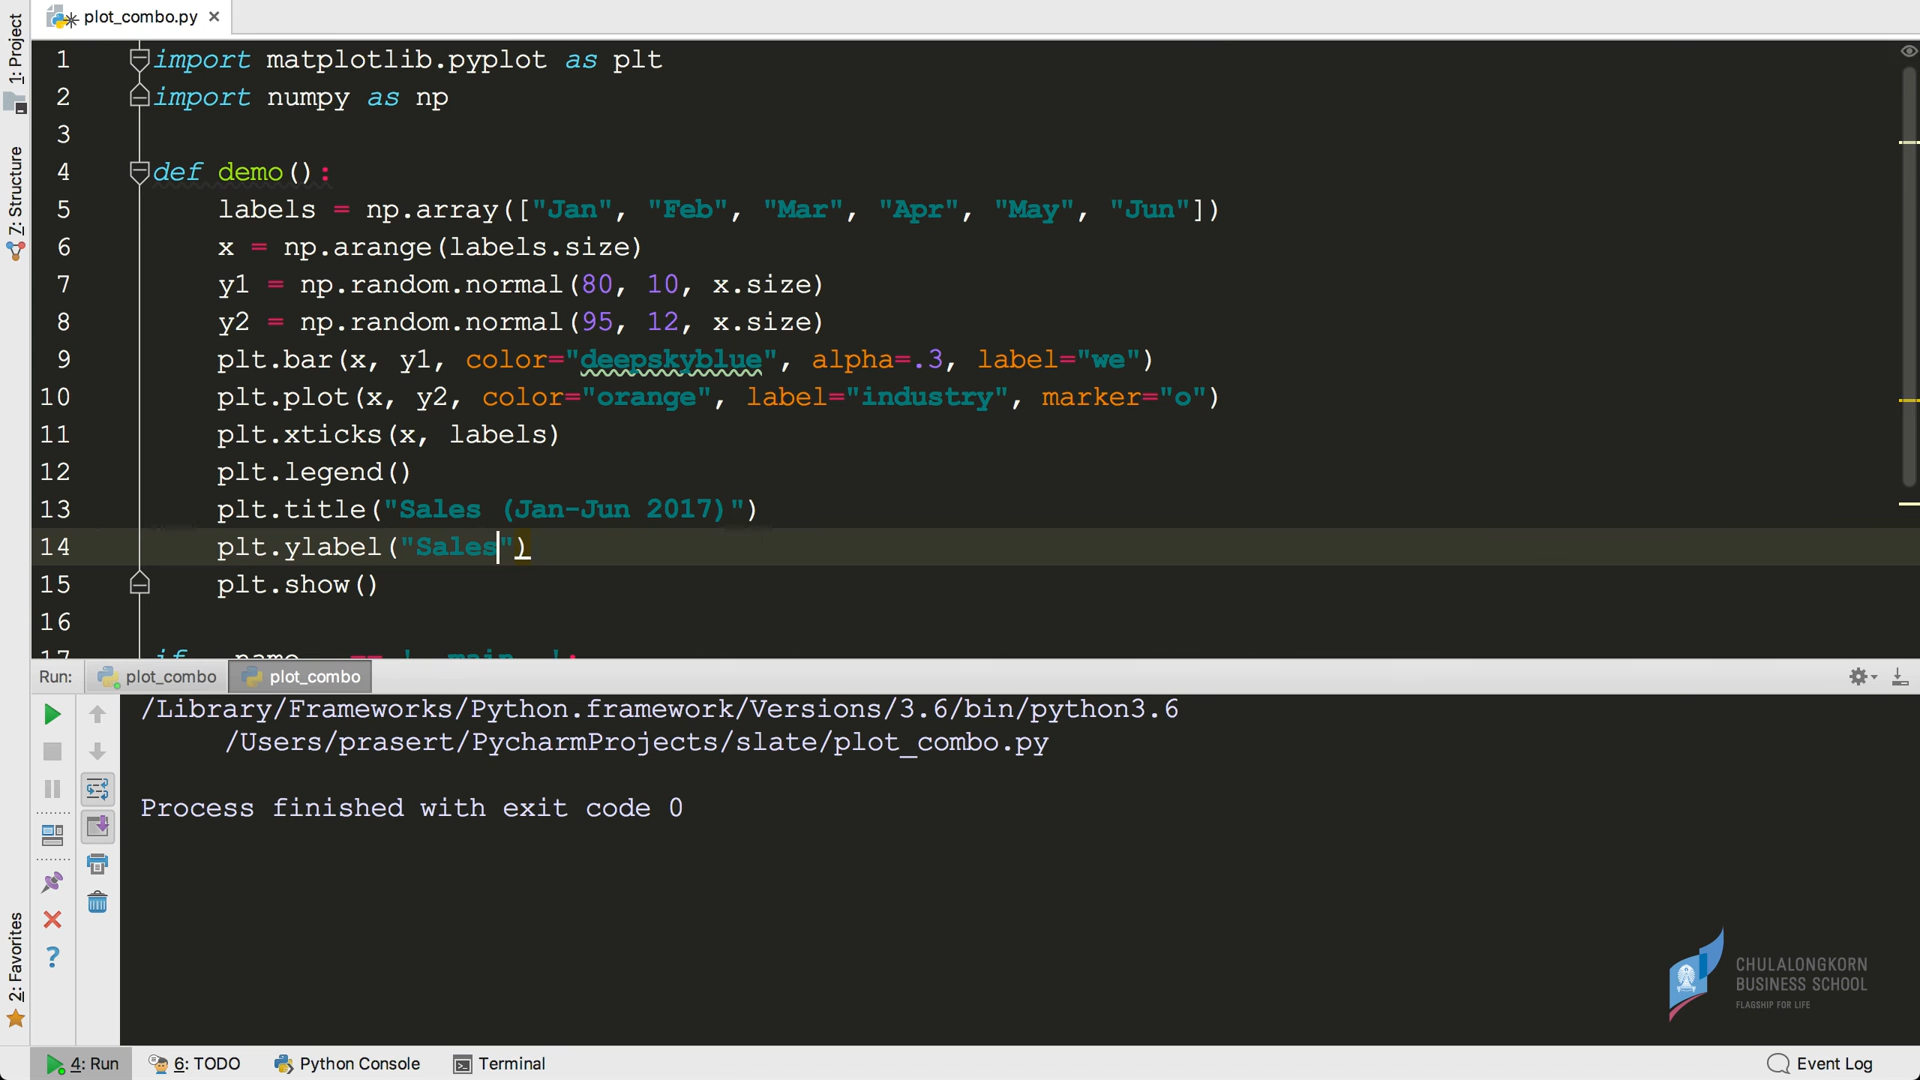 plot_combo.py
1: Project
Z: Structure
2: Favorites
1 import matplotlib.pyplot as plt
2 import numpy as np
3
4 def demo():
5 labels = np.array(["Jan", "Feb", "Mar", "Apr", "May", "Jun"])
6 x = np.arange(labels.size)
7 y1 = np.random.normal(80, 10, x.size)
8 y2 = np.random.normal(95, 12, x.size)
9 plt.bar(x, y1, color="deepskyblue", alpha=.3, label="we")
10 plt.plot(x, y2, color="orange", label="industry", marker="o")
11 plt.xticks(x, labels)
12 plt.legend()
13 plt.title("Sales (Jan-Jun 2017)")
14 plt.ylabel("Sales")
15 plt.show()
16
17 if __name__ == '__main__':
Run: plot_combo plot_combo
/Library/Frameworks/Python.framework/Versions/3.6/bin/python3.6
/Users/prasert/PycharmProjects/slate/plot_combo.py
Process finished with exit code 0
CHULALONGKORN
BUSINESS SCHOOL
FLAGSHIP FOR LIFE
4: Run 6: TODO Python Console Terminal Event Log